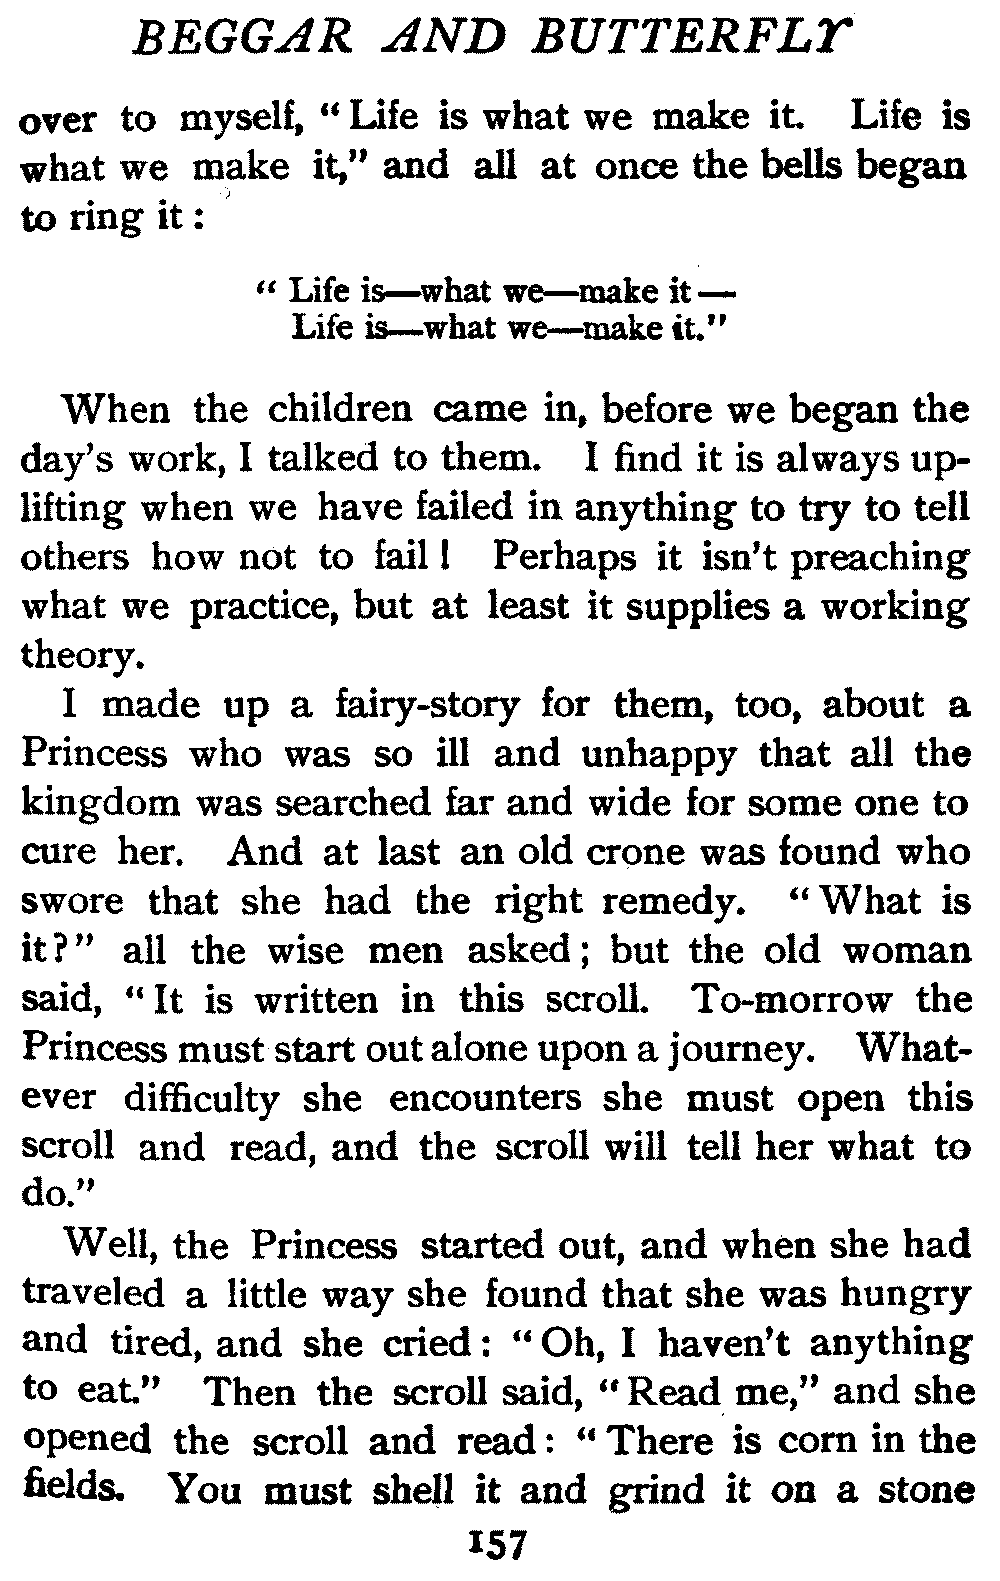 BEGGAR AND BUTTERFLY
over to myself, “Life is what we make it. Life is
what we make it,” and all at once the bells began
to ring it:
“Life is—what we—make it—
Life is—what we—make it.”
When the children came in, before we began the
day's work, I talked to them. I find it is always up-
lifting when we have failed in anything to try to tell
others how not to fail! Perhaps it isn't preaching
what we practice, but at least it supplies a working
theory.
I made up a fairy-story for them, too, about a
Princess who was so ill and unhappy that all the
kingdom was searched far and wide for some one to
cure her. And at last an old crone was found who
swore that she had the right remedy. “What is
it?” all the wise men asked; but the old woman
said, “It is written in this scroll. To-morrow the
Princess must start out alone upon a journey. What-
ever difficulty she encounters she must open this
scroll and read, and the scroll will tell her what to
do.”
Well, the Princess started out, and when she had
traveled a little way she found that she was hungry
and tired, and she cried: “Oh, I haven't anything
to eat.” Then the scroll said, “Read me,” and she
opened the scroll and read: “There is corn in the
fields. You must shell it and grind it on a stone
157